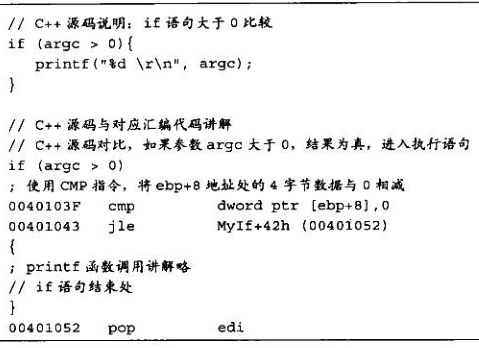 // C++ 源码说明：if 语句大于 0 比较
if (argc > 0){
printf("%d \r\n", argc);
}
// C++ 源码与对应汇编代码讲解
// C++ 源码对比，如果参数 argc 大于 0，结果为真，进入执行语句
if (argc > 0)
; 使用 CMP 指令，将 ebp+8 地址处的 4 字节数据与 0 相减
0040103F cmp dword ptr [ebp+8],0
00401043 jle MyIf+42h (00401052)
{
; printf 函数调用讲解略
// if 语句结束处
}
00401052 pop edi